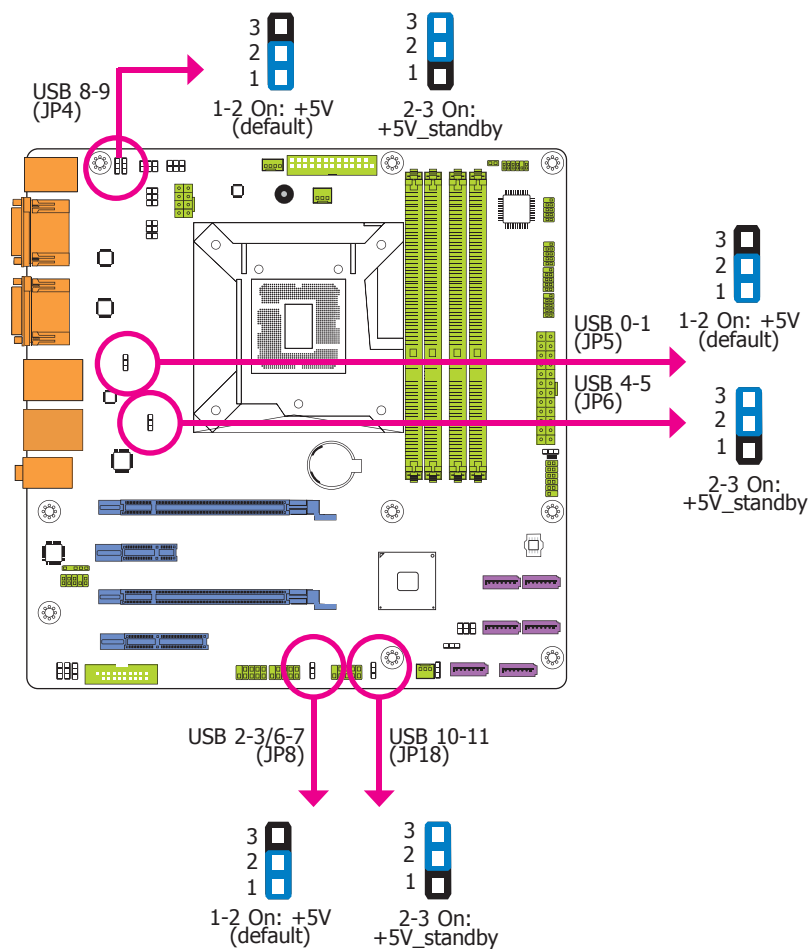 USB 8-9
(JP4)
3
2
1
1-2 On: +5V
(default)
3
2
1
2-3 On:
+5V_standby
USB 0-1
(JP5)
3
2
1
1-2 On: +5V
(default)
USB 4-5
(JP6)
3
2
1
2-3 On:
+5V_standby
USB 2-3/6-7
(JP8)
USB 10-11
(JP18)
3
2
1
1-2 On: +5V
(default)
3
2
1
2-3 On:
+5V_standby